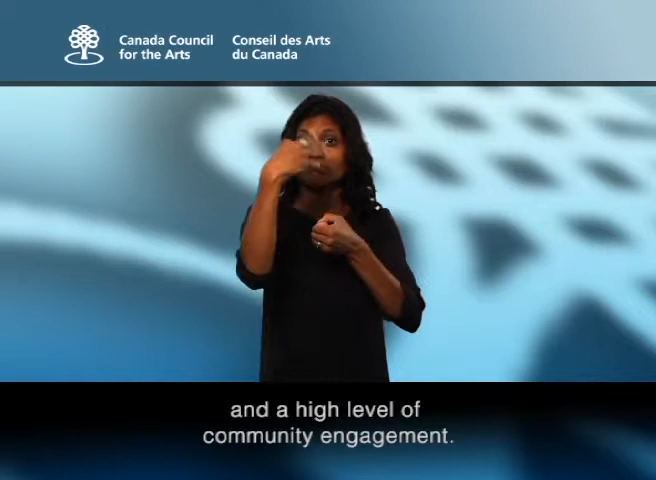 Canada Council
for the Arts
Conseil des Arts
du Canada
and a high level of
community engagement.